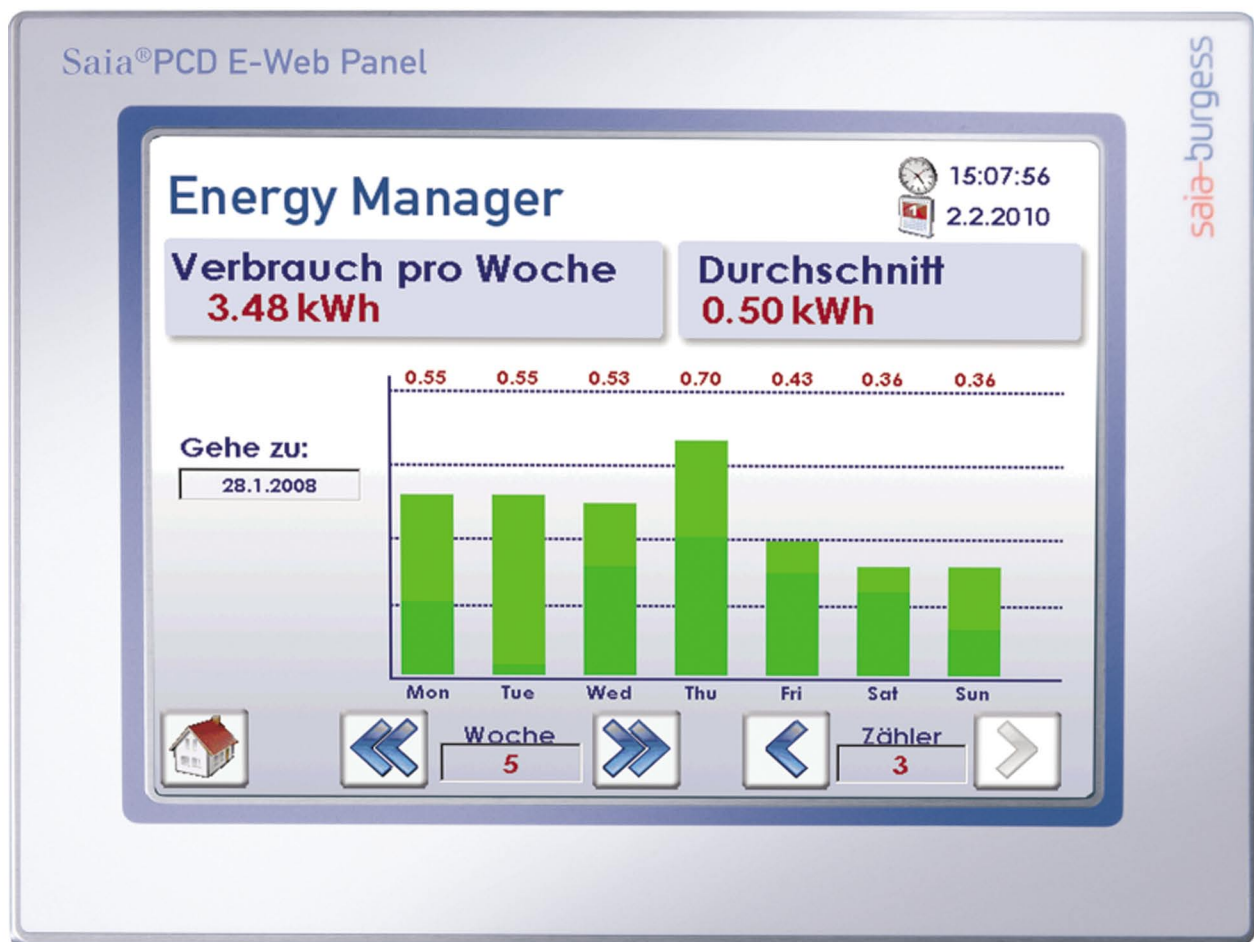 Saia®PCD E-Web Panel
saia-burgess
Energy Manager
15:07:56
1
2.2.2010
Verbrauch pro Woche
3.48 kWh
Durchschnitt
0.50 kWh
0.55 0.55 0.53 0.70 0.43 0.36 0.36
Gehe zu:
28.1.2008
Mon Tue Wed Thu Fri Sat Sun
Woche
5
Zähler
3